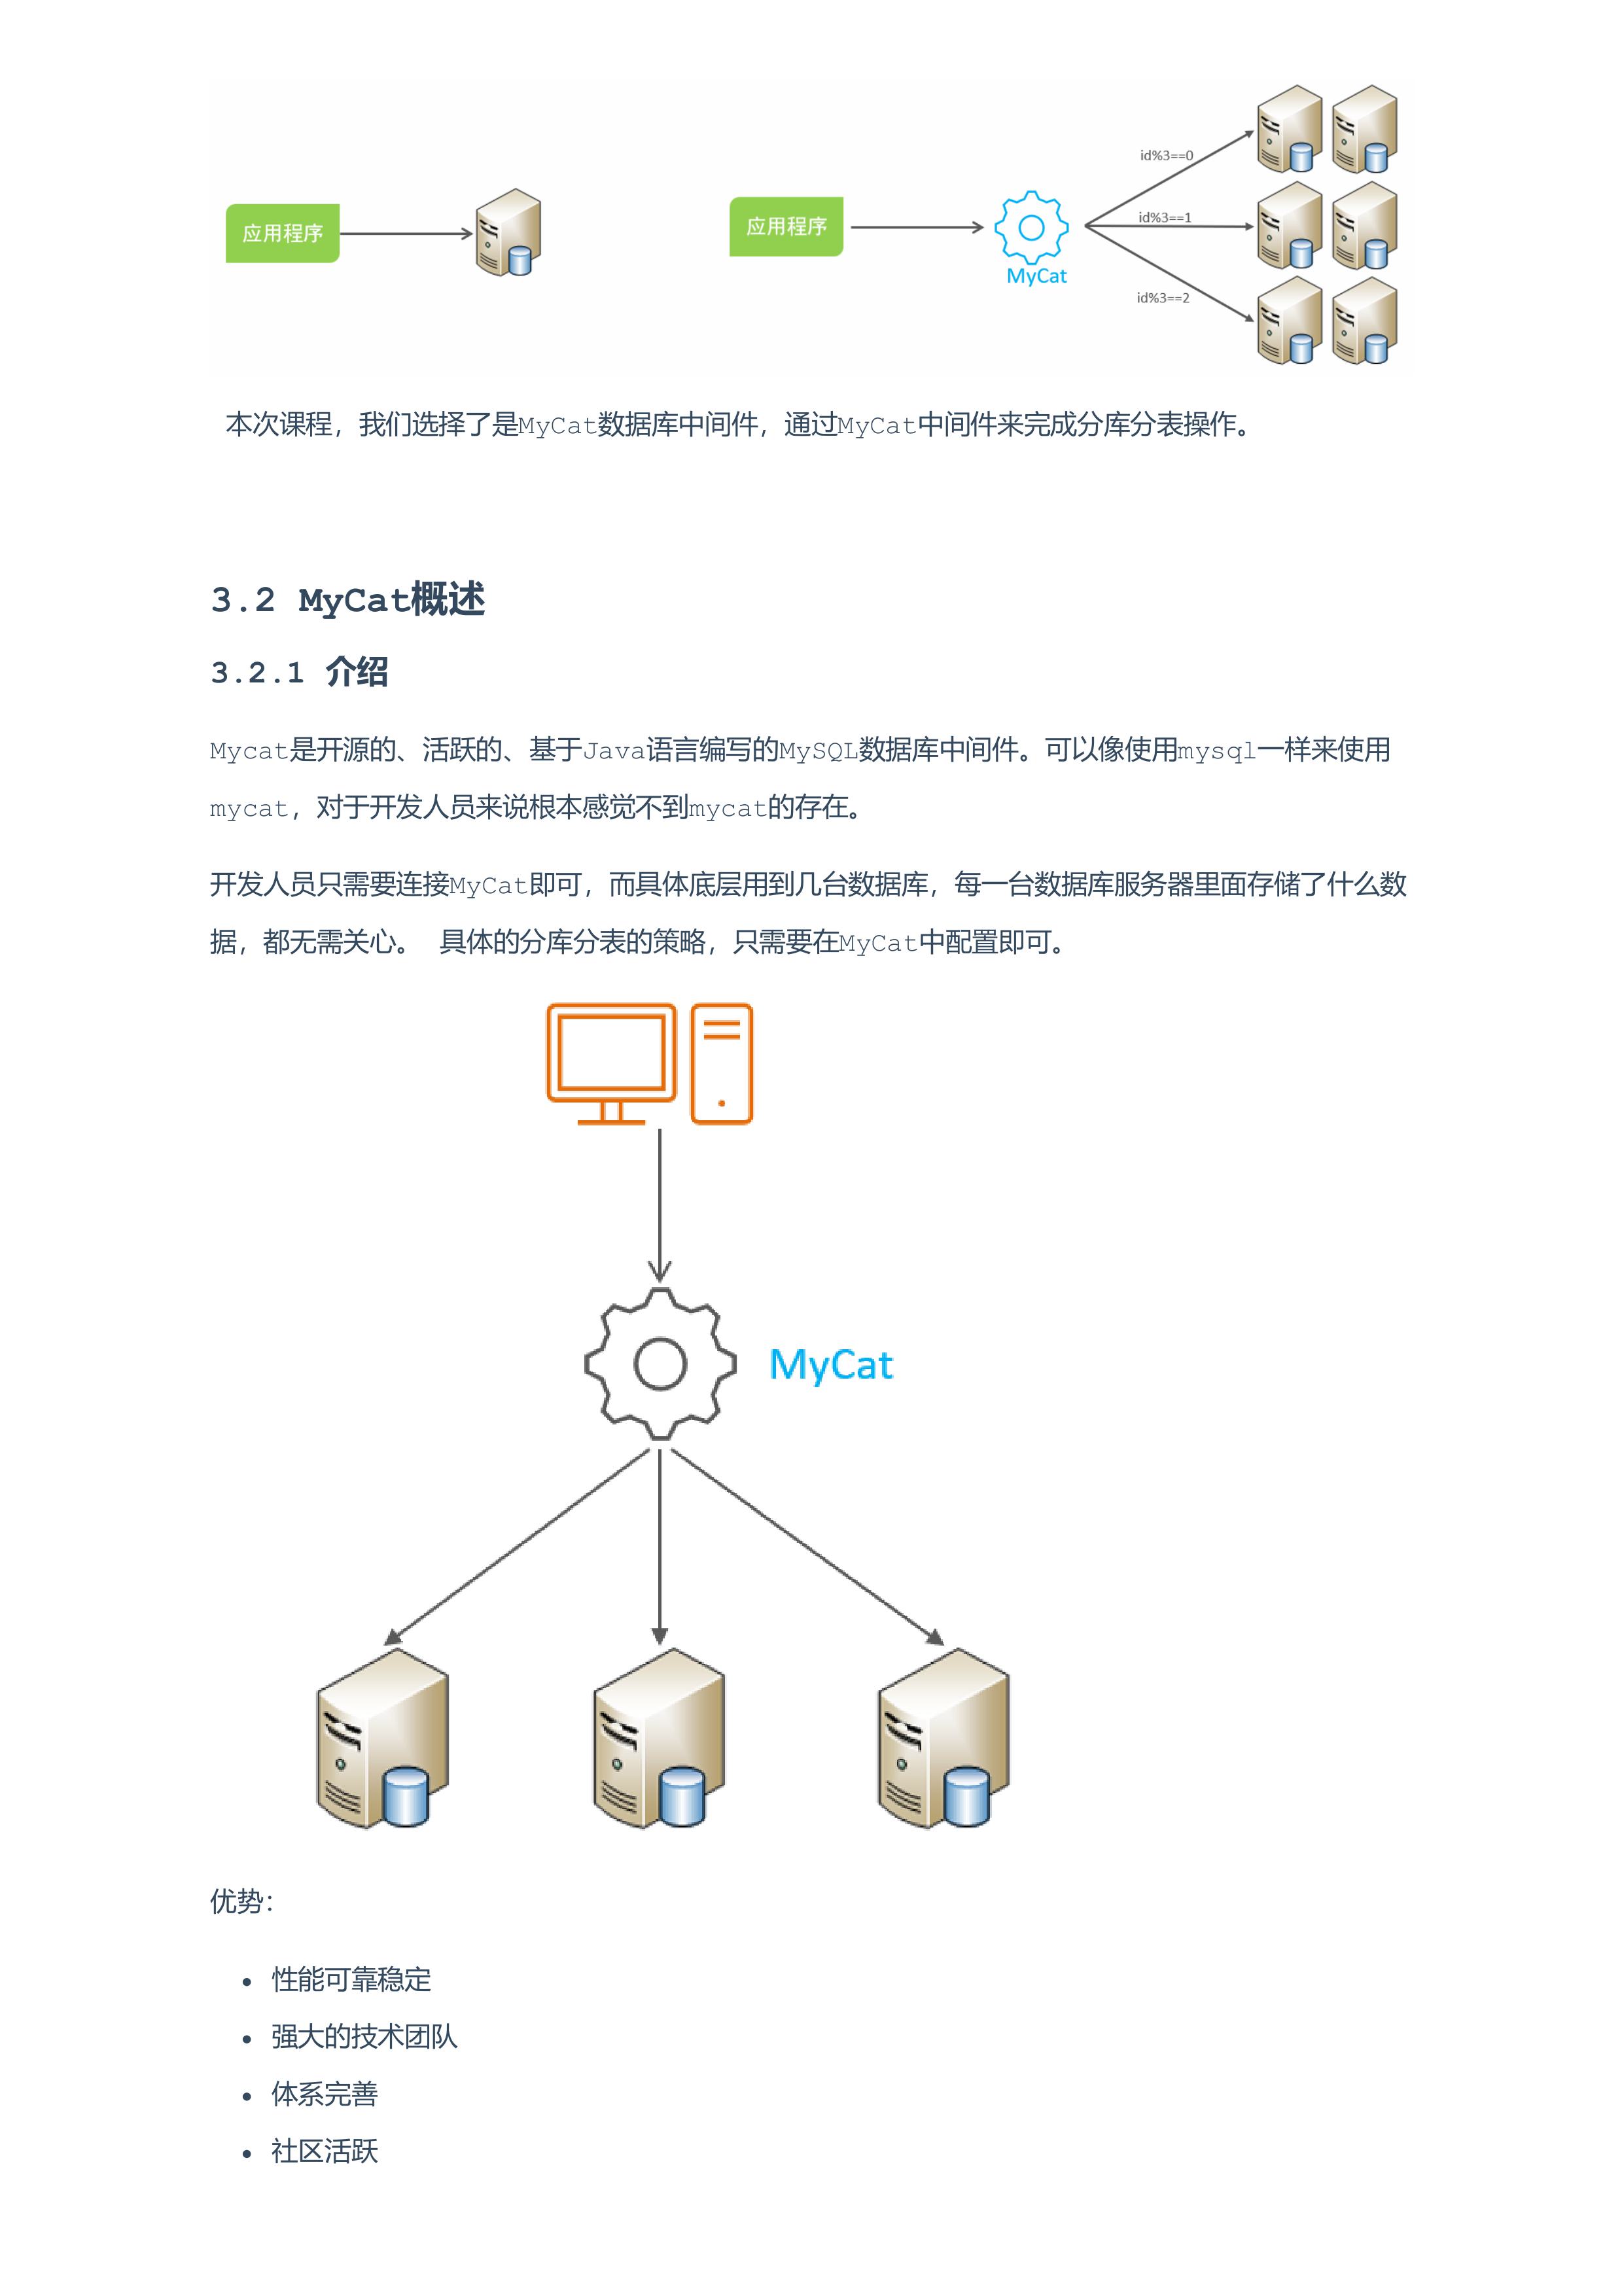 应用程序
应用程序
MyCat
id%3==0
id%3==1
id%3==2
本次课程，我们选择了是MyCat数据库中间件，通过MyCat中间件来完成分库分表操作。
3.2 MyCat概述
3.2.1 介绍
Mycat是开源的、活跃的、基于Java语言编写的MySQL数据库中间件。可以像使用mysql一样来使用
mycat，对于开发人员来说根本感觉不到mycat的存在。
开发人员只需要连接MyCat即可，而具体底层用到几台数据库，每一台数据库服务器里面存储了什么数
据，都无需关心。 具体的分库分表的策略，只需要在MyCat中配置即可。
MyCat
优势：
• 性能可靠稳定
• 强大的技术团队
• 体系完善
• 社区活跃